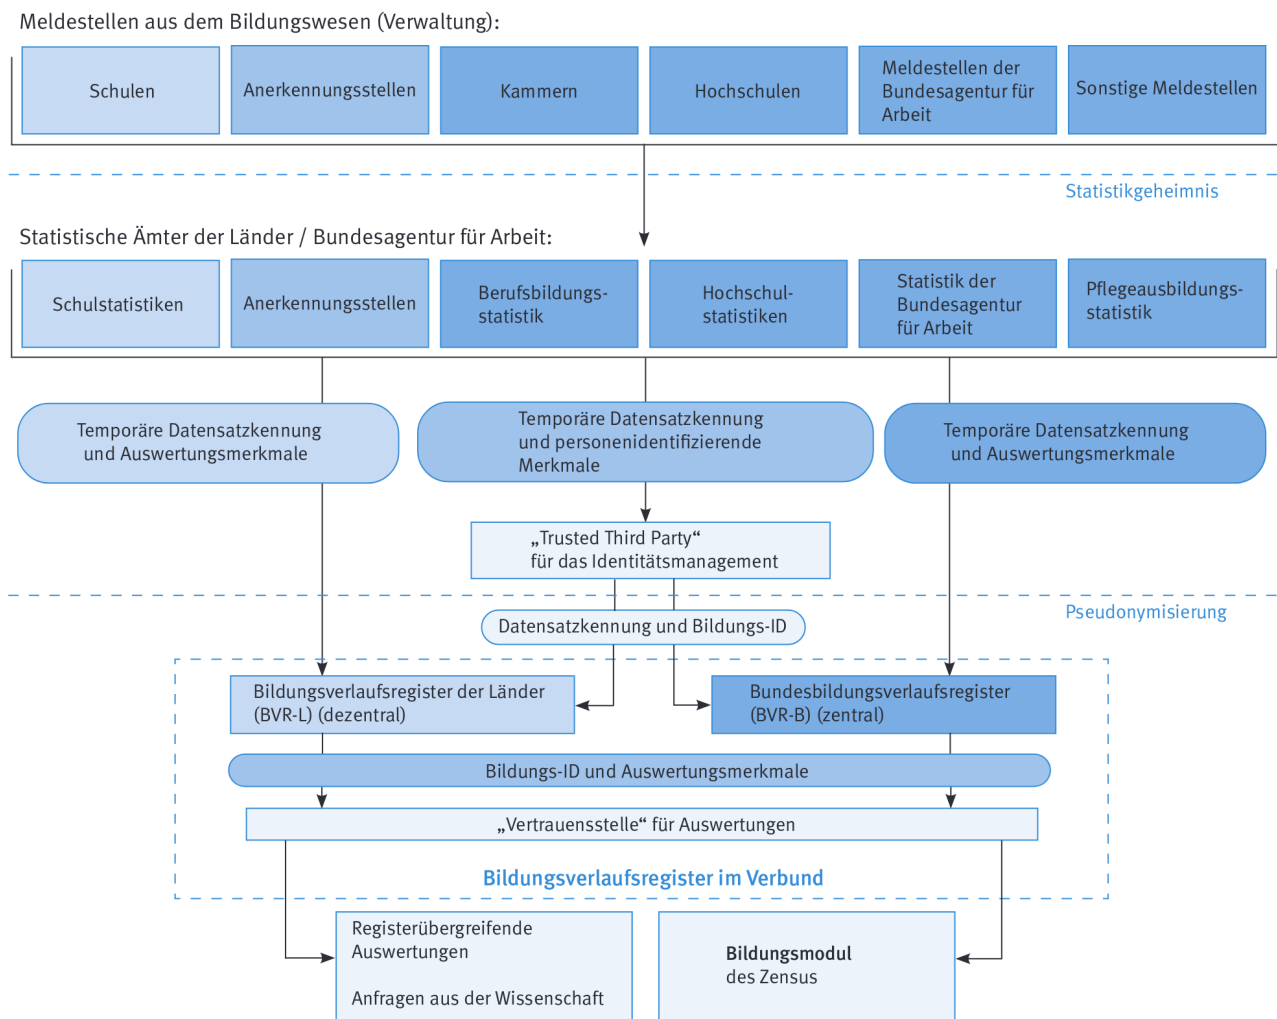 Meldestellen aus dem Bildungswesen (Verwaltung):
Schulen
Anerkennungsstellen
Kammern
Hochschulen
Meldestellen der
Bundesagentur für
Arbeit
Sonstige Meldestellen
Statistikgeheimnis
Statistische Ämter der Länder / Bundesagentur für Arbeit:
Schulstatistiken
Anerkennungsstellen
Berufsbildungs-
statistik
Hochschul-
statistiken
Statistik der
Bundesagentur
für Arbeit
Pflegeausbildungs-
statistik
Temporäre Datensatzkennung
und Auswertungsmerkmale
Temporäre Datensatzkennung
und personenidentifizierende
Merkmale
Temporäre Datensatzkennung
und Auswertungsmerkmale
„Trusted Third Party“
für das Identitätsmanagement
Pseudonymisierung
Datensatzkennung und Bildungs-ID
Bildungsverlaufsregister der Länder
(BVR-L) (dezentral)
Bundesbildungsverlaufsregister
(BVR-B) (zentral)
Bildungs-ID und Auswertungsmerkmale
„Vertrauensstelle“ für Auswertungen
Bildungsverlaufsregister im Verbund
Registerübergreifende
Auswertungen
Anfragen aus der Wissenschaft
Bildungsmodul
des Zensus